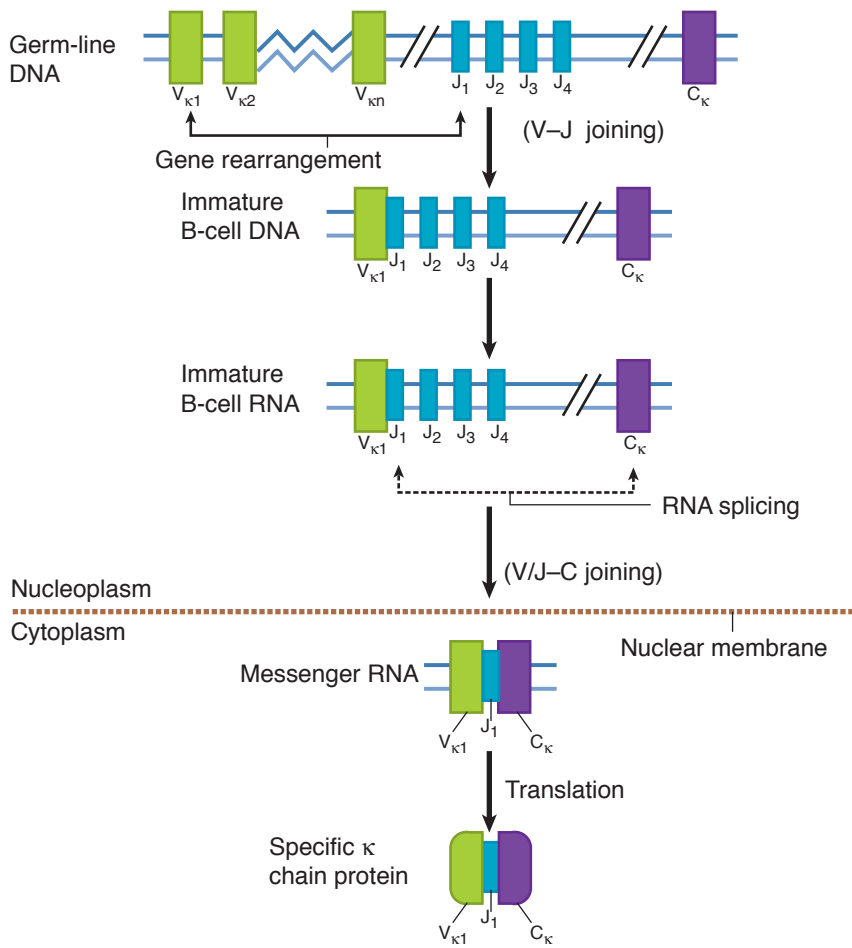 Germ-line
DNA
Vκ1 Vκ2 Vκn J1 J2 J3 J4 Cκ
(V–J joining)
Gene rearrangement
Immature
B-cell DNA
Vκ1 J1 J2 J3 J4 Cκ
Immature
B-cell RNA
Vκ1 J1 J2 J3 J4 Cκ
RNA splicing
(V/J–C joining)
Nucleoplasm
Cytoplasm
Nuclear membrane
Messenger RNA
Vκ1 J1 Cκ
Translation
Specific κ
chain protein
Vκ1 J1 Cκ